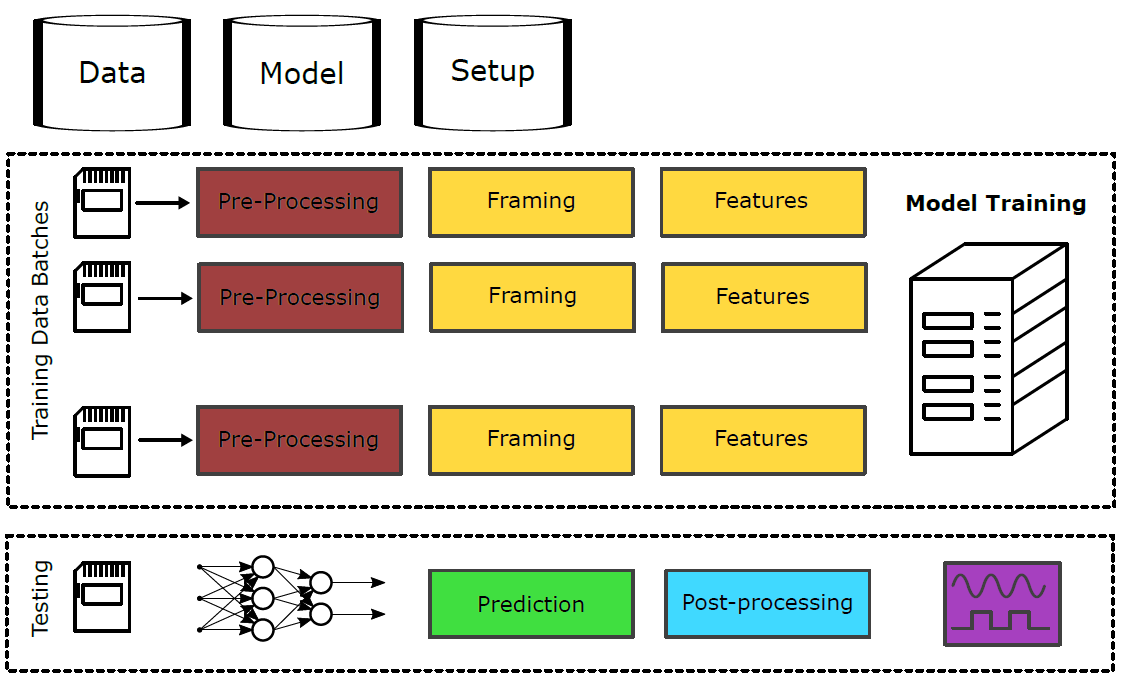 Data
Model
Setup
Training Data Batches
Pre-Processing
Framing
Features
Model Training
Pre-Processing
Framing
Features
Pre-Processing
Framing
Features
Testing
Prediction
Post-processing